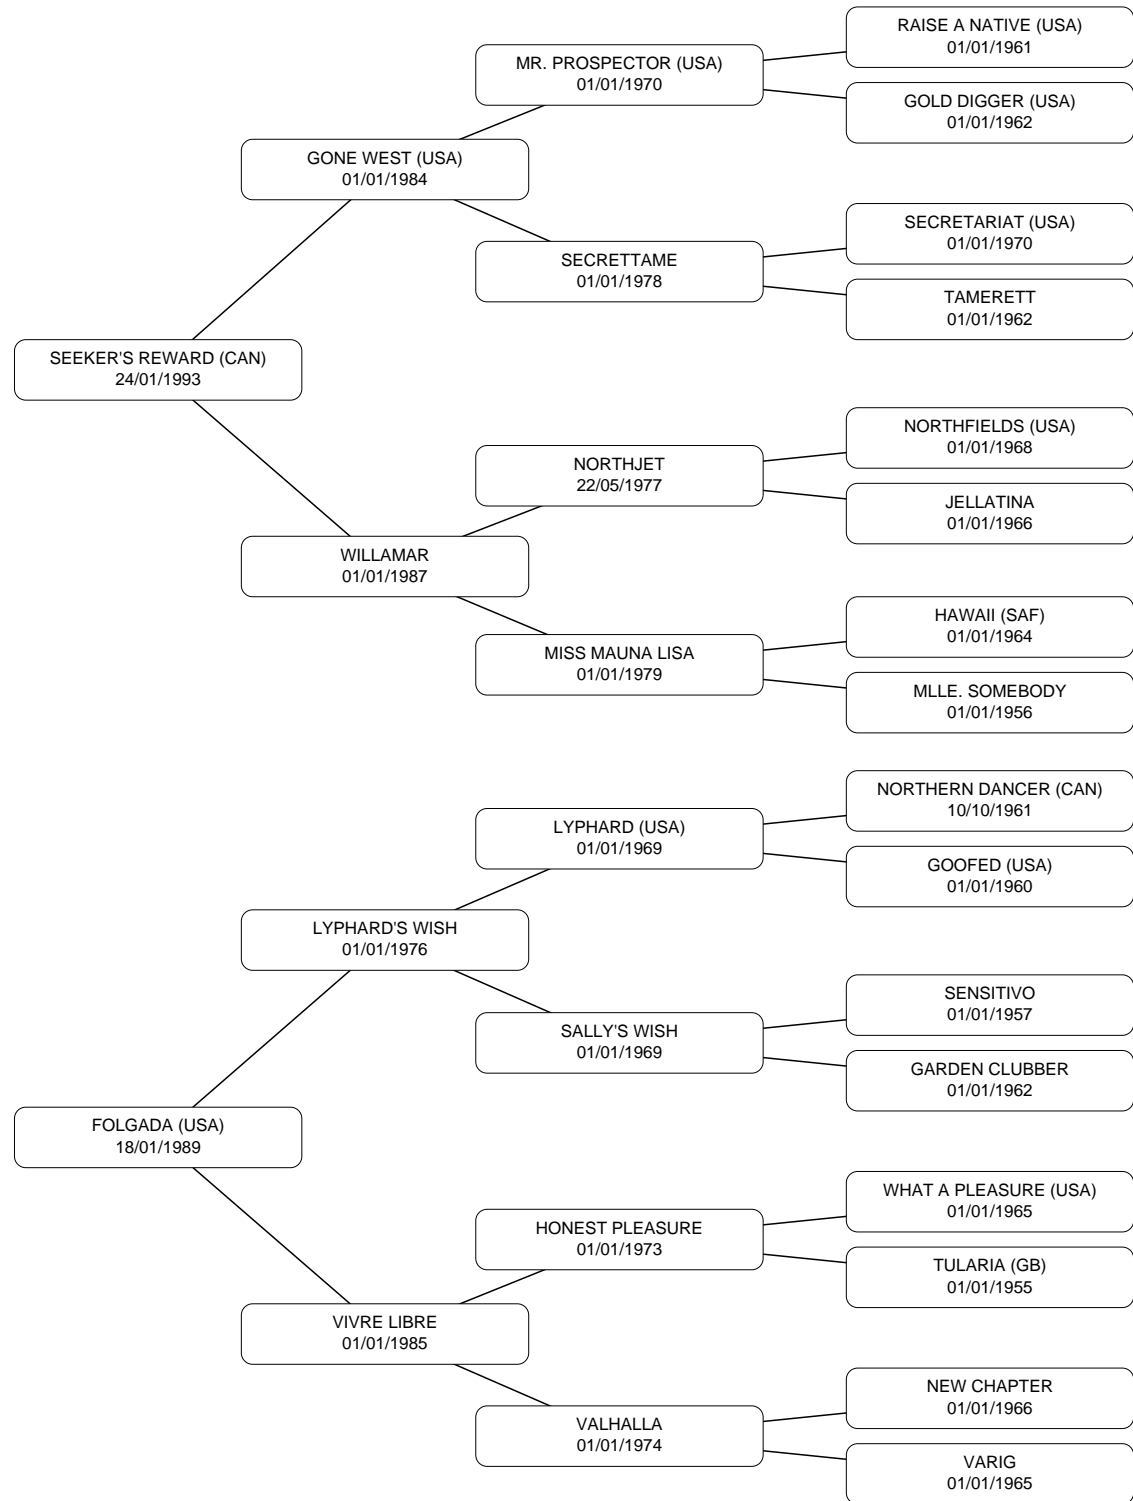 RAISE A NATIVE (USA)
01/01/1961
MR. PROSPECTOR (USA)
01/01/1970
GOLD DIGGER (USA)
01/01/1962
GONE WEST (USA)
01/01/1984
SECRETARIAT (USA)
01/01/1970
SECRETTAME
01/01/1978
TAMERETT
01/01/1962
SEEKER'S REWARD (CAN)
24/01/1993
NORTHFIELDS (USA)
01/01/1968
NORTHJET
22/05/1977
JELLATINA
01/01/1966
WILLAMAR
01/01/1987
HAWAII (SAF)
01/01/1964
MISS MAUNA LISA
01/01/1979
MLLE. SOMEBODY
01/01/1956
NORTHERN DANCER (CAN)
10/10/1961
LYPHARD (USA)
01/01/1969
GOOFED (USA)
01/01/1960
LYPHARD'S WISH
01/01/1976
SENSITIVO
01/01/1957
SALLY'S WISH
01/01/1969
GARDEN CLUBBER
01/01/1962
FOLGADA (USA)
18/01/1989
WHAT A PLEASURE (USA)
01/01/1965
HONEST PLEASURE
01/01/1973
TULARIA (GB)
01/01/1955
VIVRE LIBRE
01/01/1985
NEW CHAPTER
01/01/1966
VALHALLA
01/01/1974
VARIG
01/01/1965